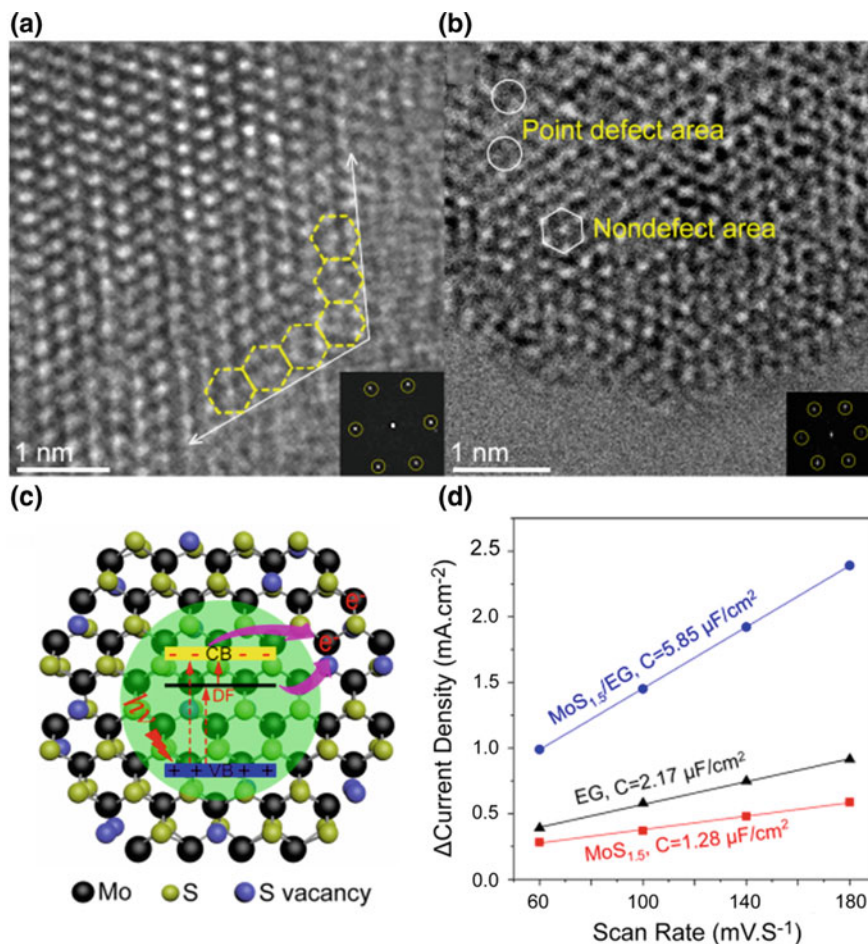 (a)
(b)
Point defect area
Nondefect area
1 nm
1 nm
(c)
(d)
e⁻
- - CB - -
e⁻
DF
hν
+ + VB + +
Mo
S
S vacancy
ΔCurrent Density (mA.cm⁻²)
2.5
2.0
1.5
1.0
0.5
0.0
MoS₁.₅/EG, C=5.85 µF/cm²
EG, C=2.17 µF/cm²
MoS₁.₅, C=1.28 µF/cm²
60
100
140
180
Scan Rate (mV.S⁻¹)